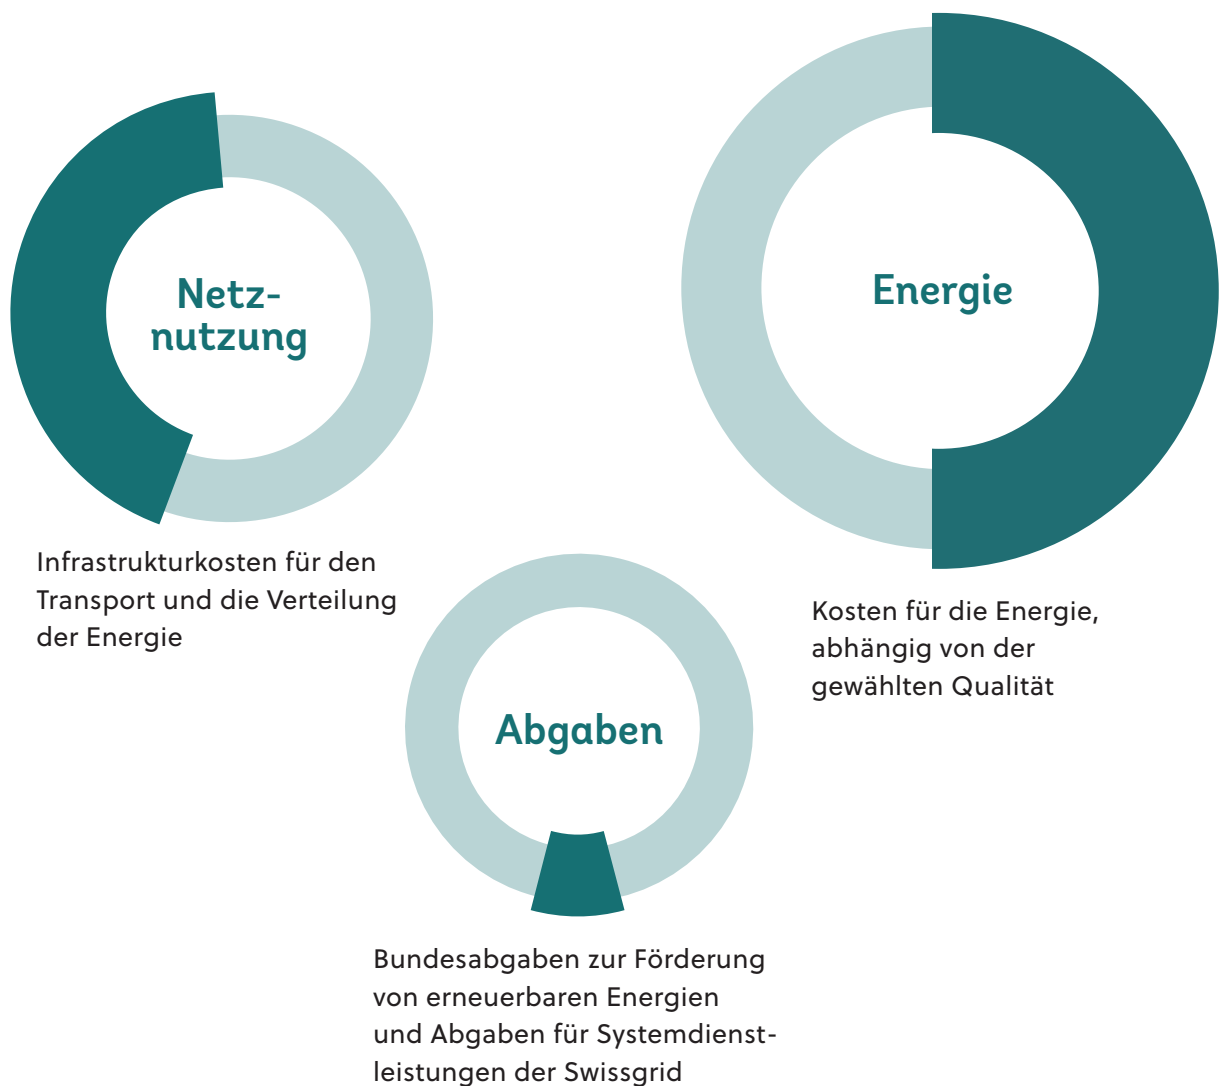 Netz-
nutzung
Infrastrukturkosten für den
Transport und die Verteilung
der Energie
Energie
Kosten für die Energie,
abhängig von der
gewählten Qualität
Abgaben
Bundesabgaben zur Förderung
von erneuerbaren Energien
und Abgaben für Systemdienst-
leistungen der Swissgrid